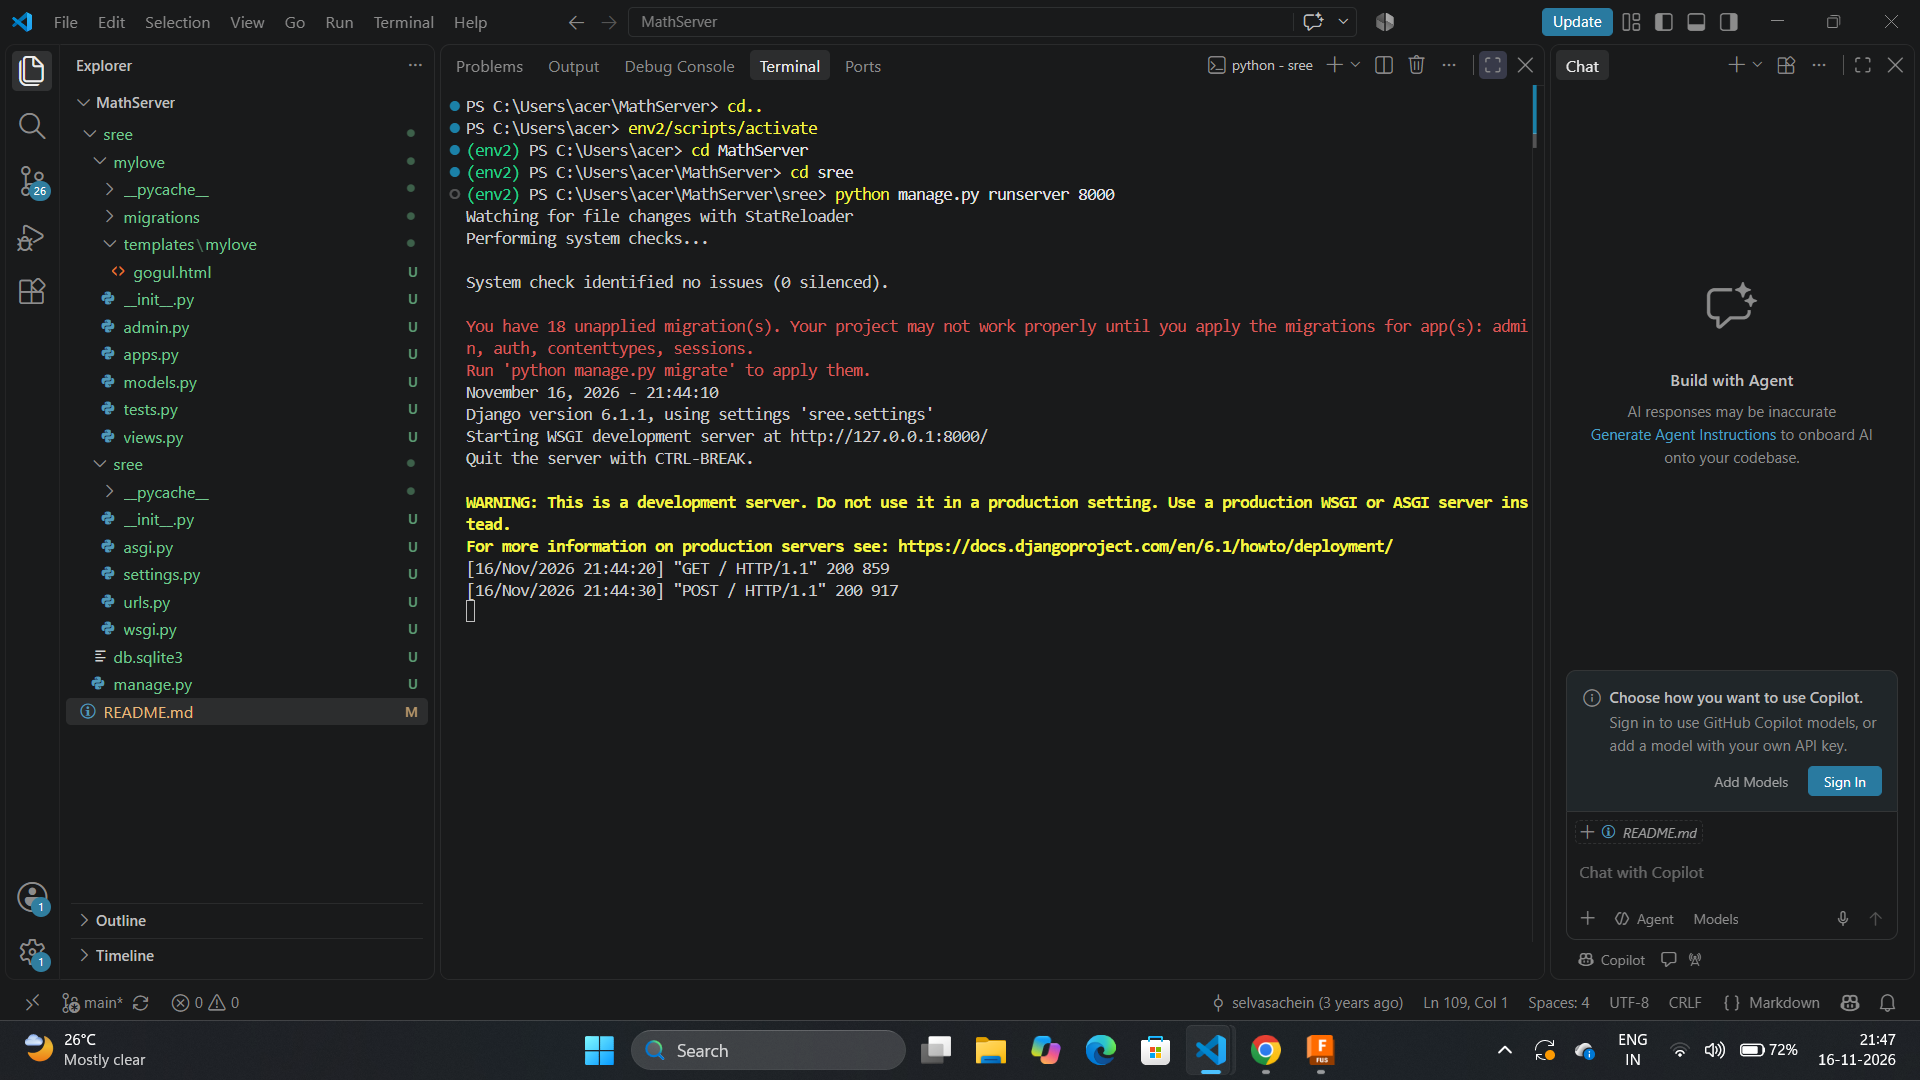 File Edit Selection View Go Run Terminal Help
MathServer
Update
Explorer
MathServer
sree
mylove
__pycache__
migrations
templates\mylove
gogul.html U
__init__.py U
admin.py U
apps.py U
models.py U
tests.py U
views.py U
sree
__pycache__
__init__.py U
asgi.py U
settings.py U
urls.py U
wsgi.py U
db.sqlite3 U
manage.py U
README.md M
Outline
Timeline
26
1
1
Problems Output Debug Console Terminal Ports
python - sree
PS C:\Users\acer\MathServer> cd..
PS C:\Users\acer> env2/scripts/activate
(env2) PS C:\Users\acer> cd MathServer
(env2) PS C:\Users\acer\MathServer> cd sree
(env2) PS C:\Users\acer\MathServer\sree> python manage.py runserver 8000
Watching for file changes with StatReloader
Performing system checks...
System check identified no issues (0 silenced).
You have 18 unapplied migration(s). Your project may not work properly until you apply the migrations for app(s): admi
n, auth, contenttypes, sessions.
Run 'python manage.py migrate' to apply them.
November 16, 2026 - 21:44:10
Django version 6.1.1, using settings 'sree.settings'
Starting WSGI development server at http://127.0.0.1:8000/
Quit the server with CTRL-BREAK.
WARNING: This is a development server. Do not use it in a production setting. Use a production WSGI or ASGI server ins
tead.
For more information on production servers see: https://docs.djangoproject.com/en/6.1/howto/deployment/
[16/Nov/2026 21:44:20] "GET / HTTP/1.1" 200 859
[16/Nov/2026 21:44:30] "POST / HTTP/1.1" 200 917
Chat
Build with Agent
AI responses may be inaccurate
Generate Agent Instructions to onboard AI
onto your codebase.
Choose how you want to use Copilot.
Sign in to use GitHub Copilot models, or
add a model with your own API key.
Add Models Sign In
README.md
Chat with Copilot
Agent Models
Copilot
main* 0 0
selvasachein (3 years ago) Ln 109, Col 1 Spaces: 4 UTF-8 CRLF { } Markdown
26°C
Mostly clear
Search
F
FUS
ENG
IN
72%
21:47
16-11-2026